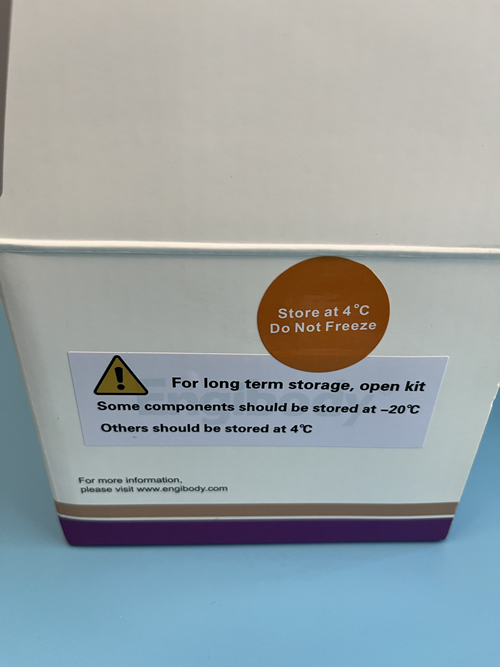 Store at 4°C
Do Not Freeze
For long term storage, open kit
Some components should be stored at –20℃
Others should be stored at 4℃
Engibody
For more information,
please visit www.engibody.com